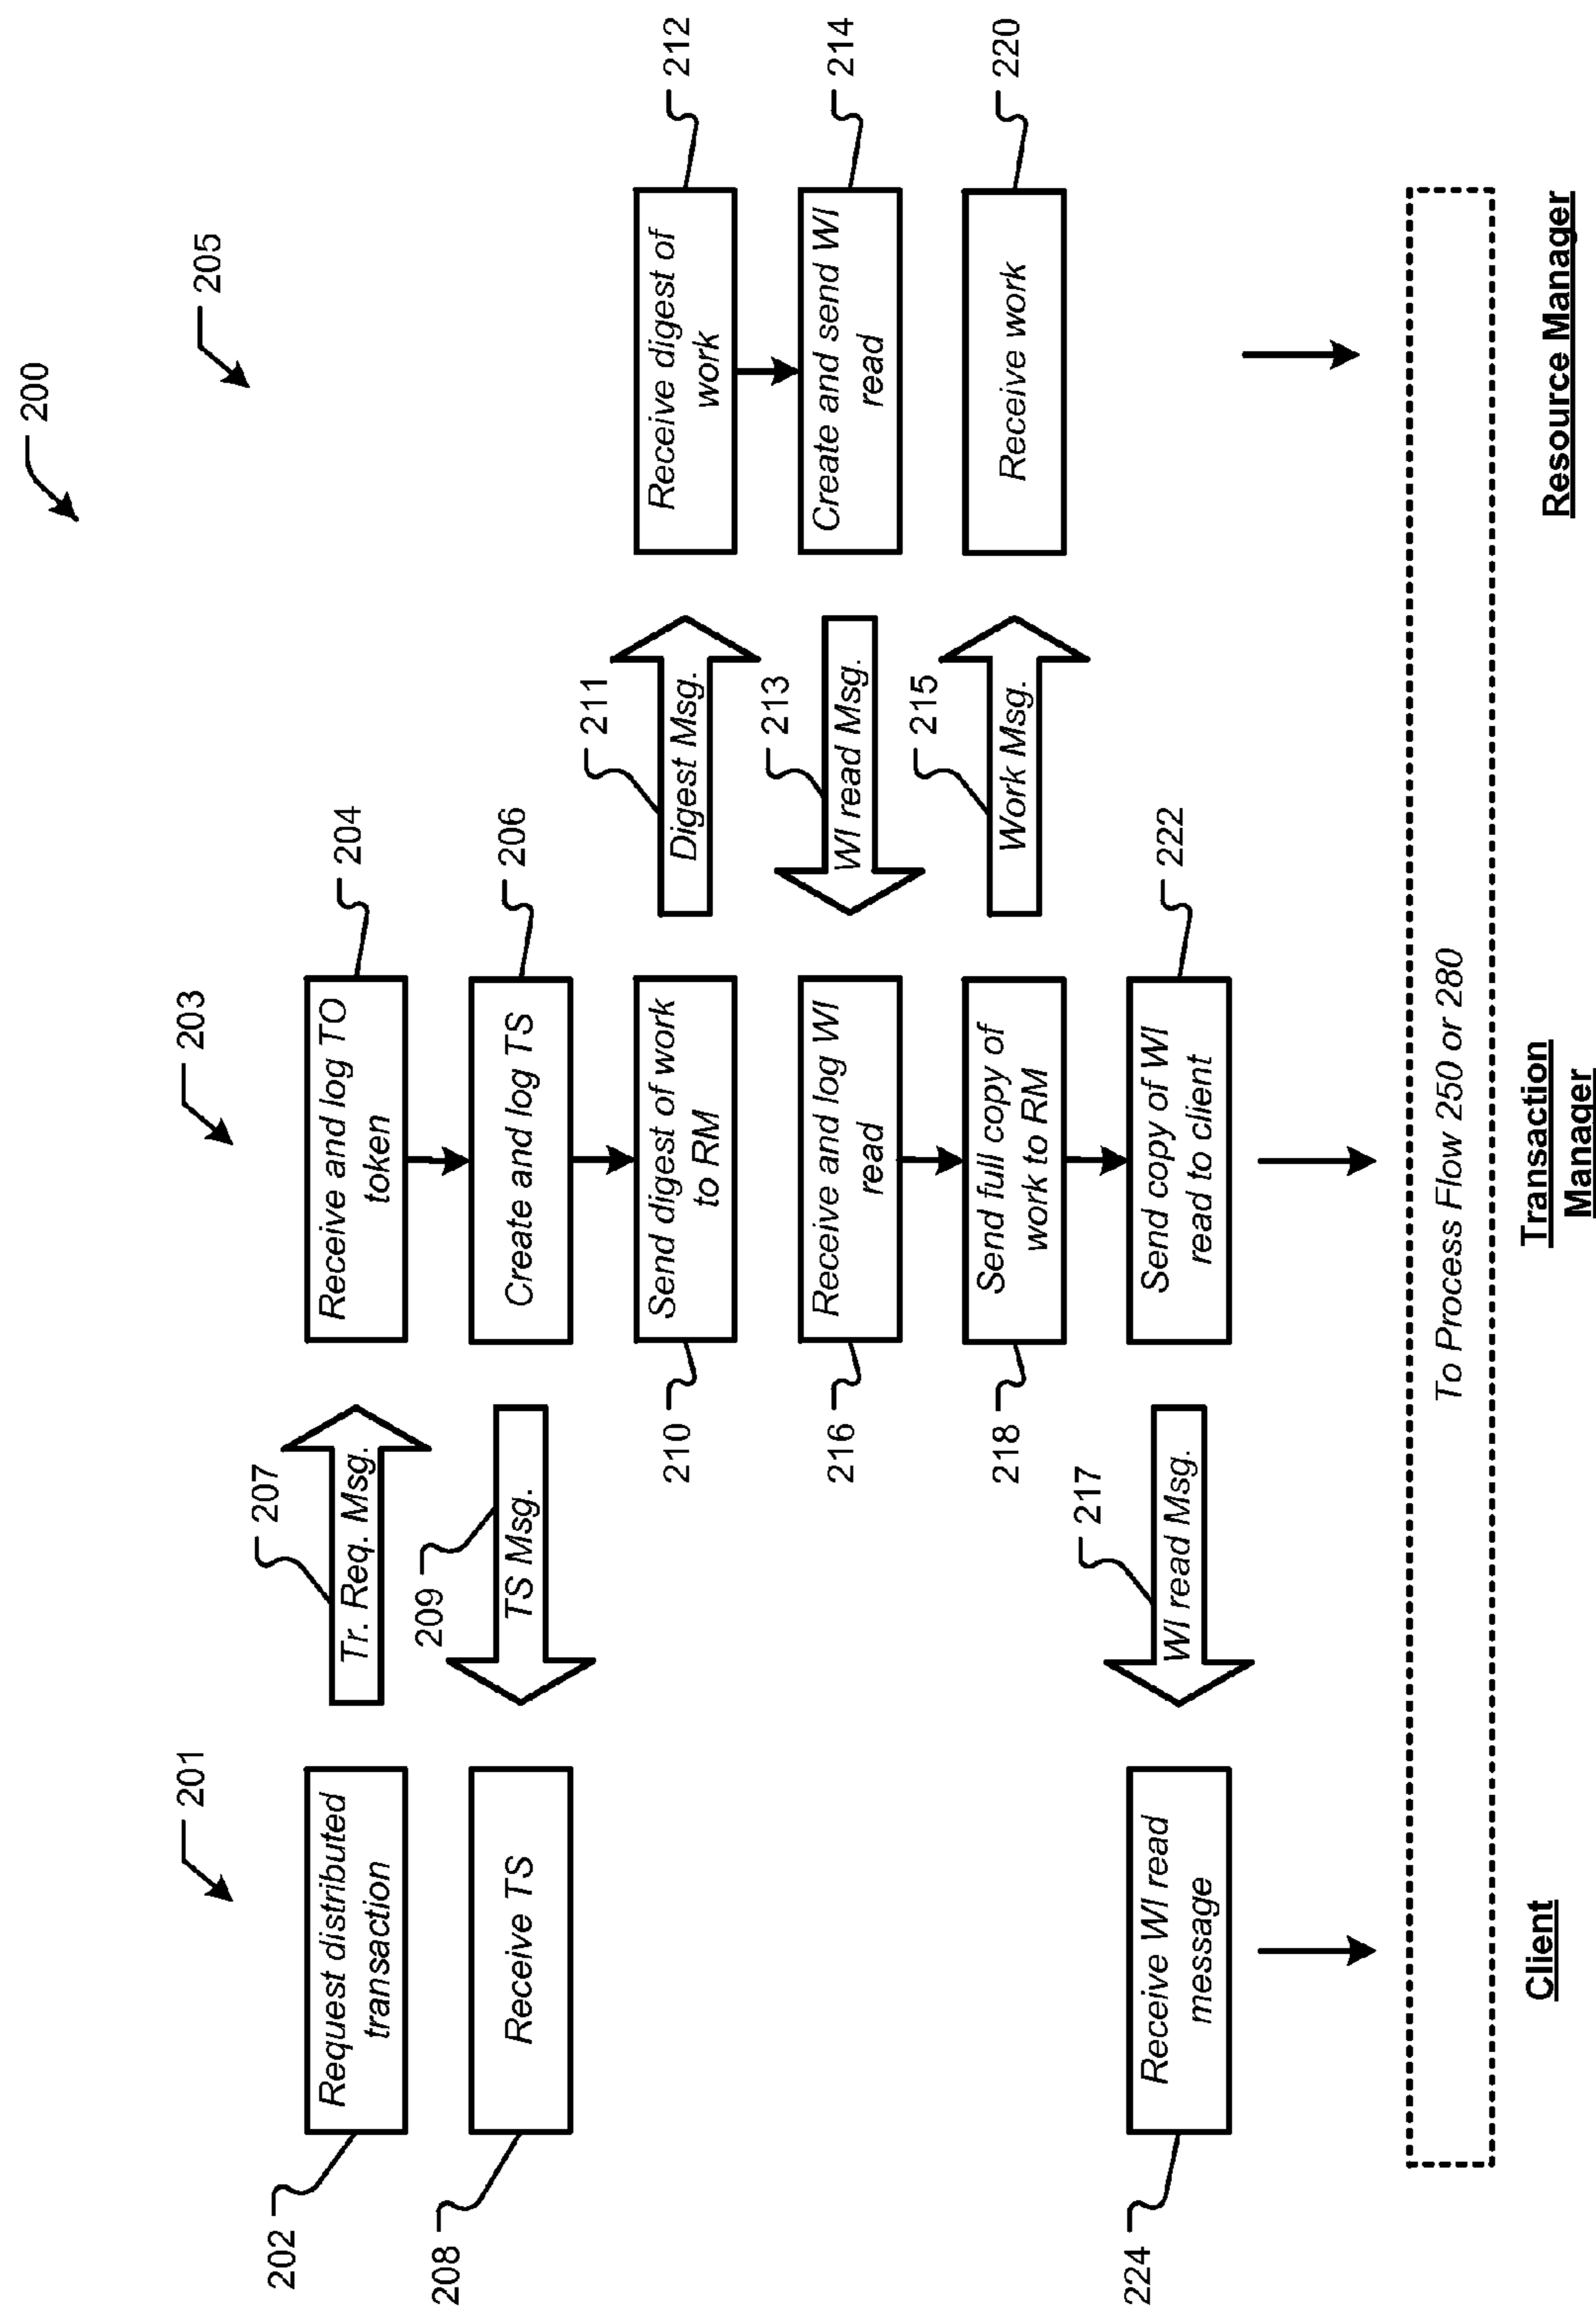 200
201
203
205
202
Request distributed
transaction
207
Tr. Req. Msg.
Receive and log TO
token
204
208
Receive TS
209
TS Msg.
Create and log TS
206
210
Send digest of work
to RM
211
Digest Msg.
Receive digest of
work
212
216
Receive and log WI
read
213
WI read Msg.
Create and send WI
read
214
218
Send full copy of
work to RM
215
Work Msg.
Receive work
220
224
Receive WI read
message
217
WI read Msg.
Send copy of WI
read to client
222
To Process Flow 250 or 280
Client
Transaction
Manager
Resource Manager